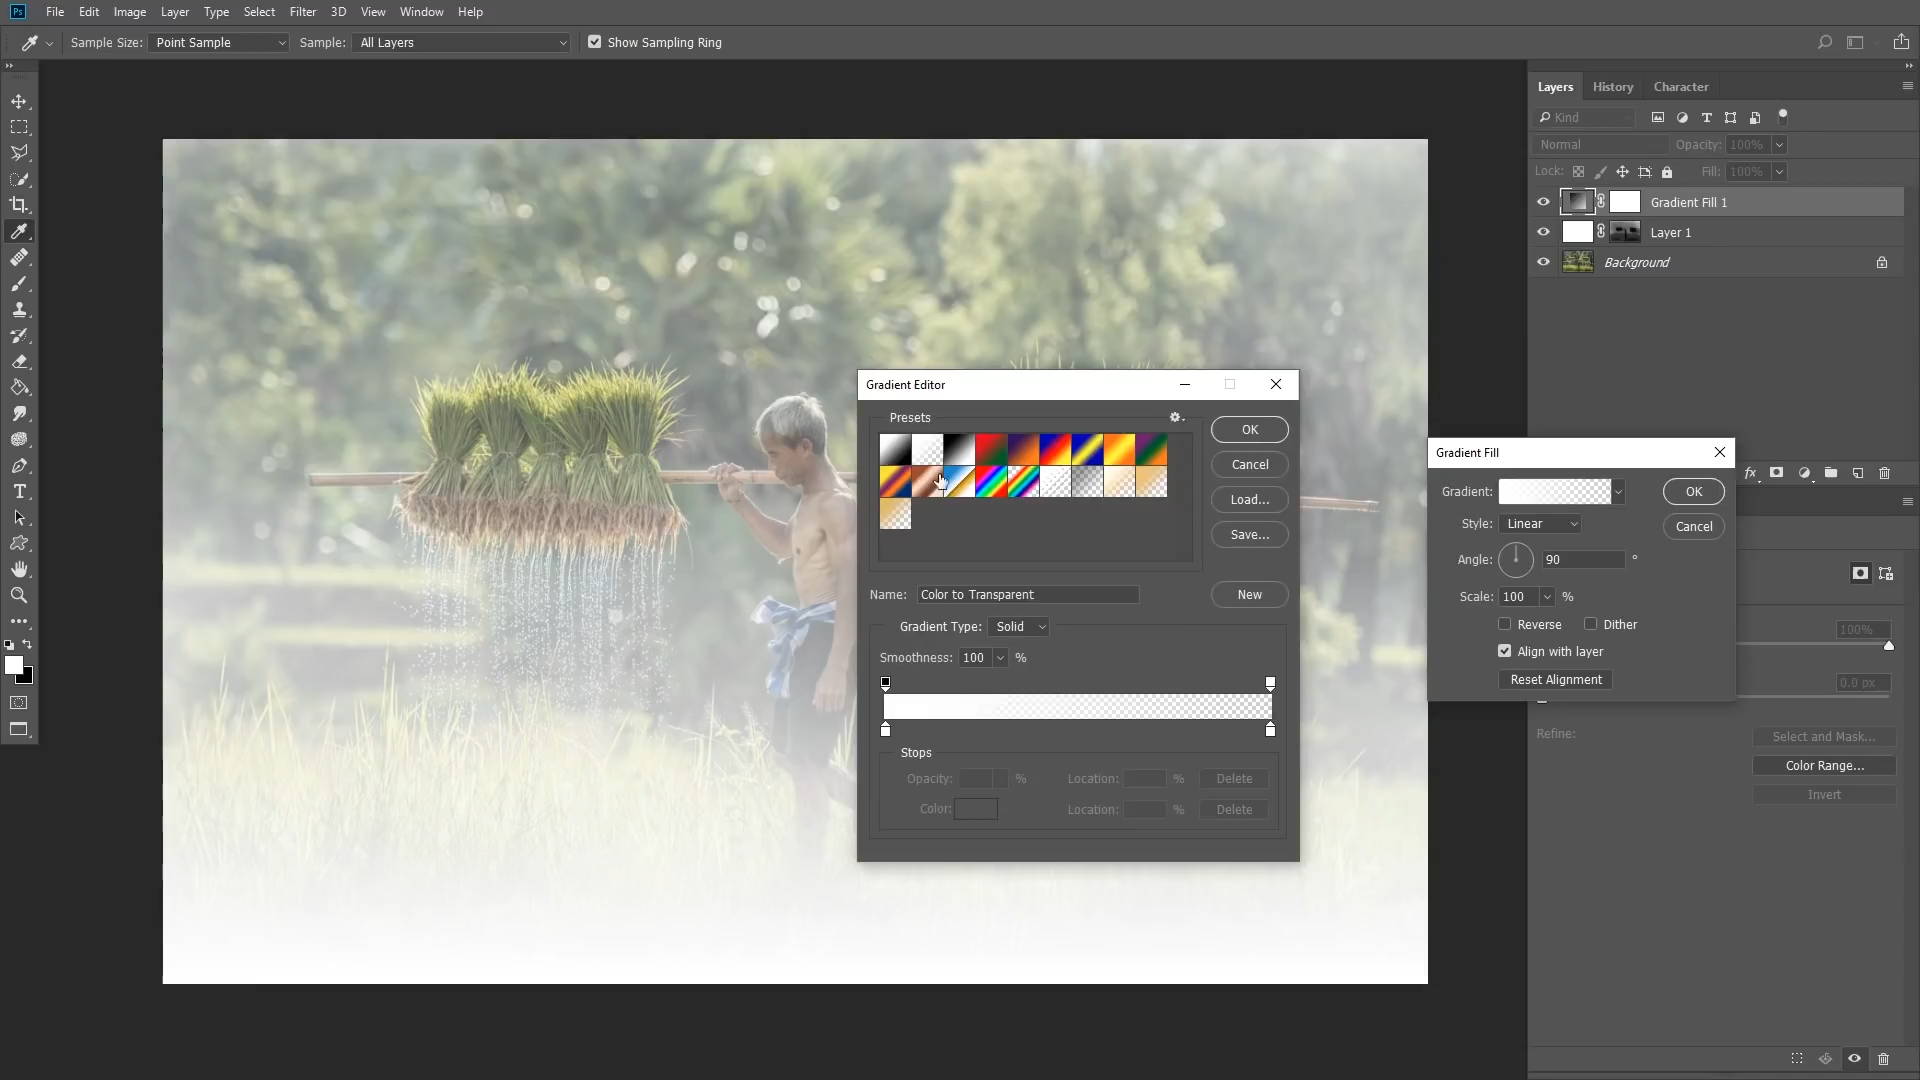 Ps File Edit Image Layer Type Select Filter 3D View Window Help
Sample Size: Point Sample Sample: All Layers Show Sampling Ring
Layers History Character
Kind
Normal Opacity: 100%
Lock: Fill: 100%
Gradient Fill 1
Layer 1
Background
fx
Gradient Editor
Presets
OK
Cancel
Load...
Save...
Name: Color to Transparent New
Gradient Type: Solid
Smoothness: 100 %
Stops
Opacity: % Location: % Delete
Color: Location: % Delete
Gradient Fill
Gradient: OK
Style: Linear Cancel
Angle: 90 °
Scale: 100 %
Reverse Dither
Align with layer
Reset Alignment
100%
0.0 px
Refine: Select and Mask...
Color Range...
Invert